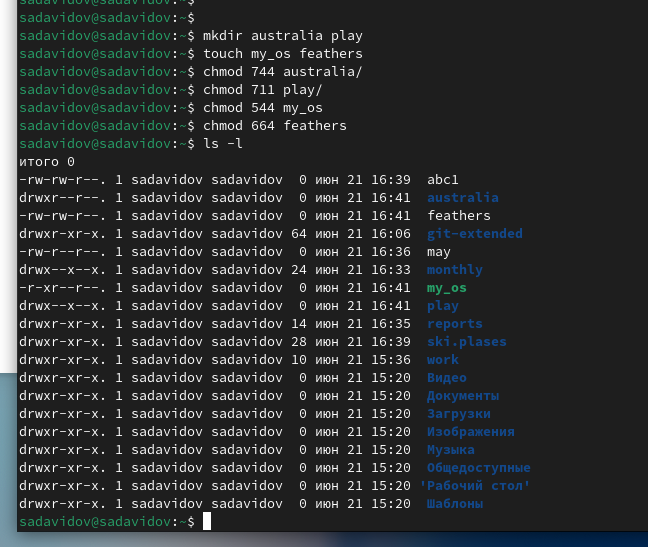 sadavidov@sadavidov:~$
sadavidov@sadavidov:~$
sadavidov@sadavidov:~$ mkdir australia play
sadavidov@sadavidov:~$ touch my_os feathers
sadavidov@sadavidov:~$ chmod 744 australia/
sadavidov@sadavidov:~$ chmod 711 play/
sadavidov@sadavidov:~$ chmod 544 my_os
sadavidov@sadavidov:~$ chmod 664 feathers
sadavidov@sadavidov:~$ ls -l
итого 0
-rw-rw-r--. 1 sadavidov sadavidov  0 июн 21 16:39  abc1
drwxr--r--. 1 sadavidov sadavidov  0 июн 21 16:41  australia
-rw-rw-r--. 1 sadavidov sadavidov  0 июн 21 16:41  feathers
drwxr-xr-x. 1 sadavidov sadavidov 64 июн 21 16:06  git-extended
-rw-r--r--. 1 sadavidov sadavidov  0 июн 21 16:36  may
drwx--x--x. 1 sadavidov sadavidov 24 июн 21 16:33  monthly
-r-xr--r--. 1 sadavidov sadavidov  0 июн 21 16:41  my_os
drwx--x--x. 1 sadavidov sadavidov  0 июн 21 16:41  play
drwxr-xr-x. 1 sadavidov sadavidov 14 июн 21 16:35  reports
drwxr-xr-x. 1 sadavidov sadavidov 28 июн 21 16:39  ski.plases
drwxr-xr-x. 1 sadavidov sadavidov 10 июн 21 15:36  work
drwxr-xr-x. 1 sadavidov sadavidov  0 июн 21 15:20  Видео
drwxr-xr-x. 1 sadavidov sadavidov  0 июн 21 15:20  Документы
drwxr-xr-x. 1 sadavidov sadavidov  0 июн 21 15:20  Загрузки
drwxr-xr-x. 1 sadavidov sadavidov  0 июн 21 15:20  Изображения
drwxr-xr-x. 1 sadavidov sadavidov  0 июн 21 15:20  Музыка
drwxr-xr-x. 1 sadavidov sadavidov  0 июн 21 15:20  Общедоступные
drwxr-xr-x. 1 sadavidov sadavidov  0 июн 21 15:20 'Рабочий стол'
drwxr-xr-x. 1 sadavidov sadavidov  0 июн 21 15:20  Шаблоны
sadavidov@sadavidov:~$